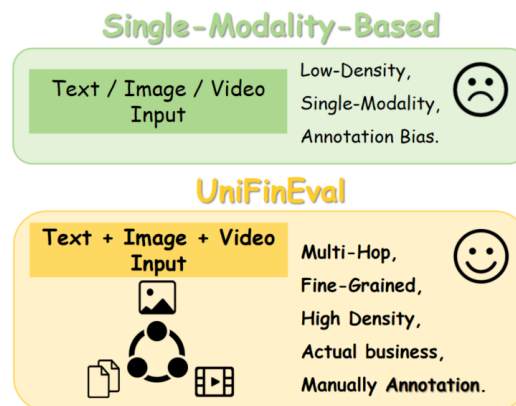 Single-Modality-Based
Text / Image / Video
Input
Low-Density,
Single-Modality,
Annotation Bias.
UniFinEval
Text + Image + Video
Input
Multi-Hop,
Fine-Grained,
High Density,
Actual business,
Manually Annotation.